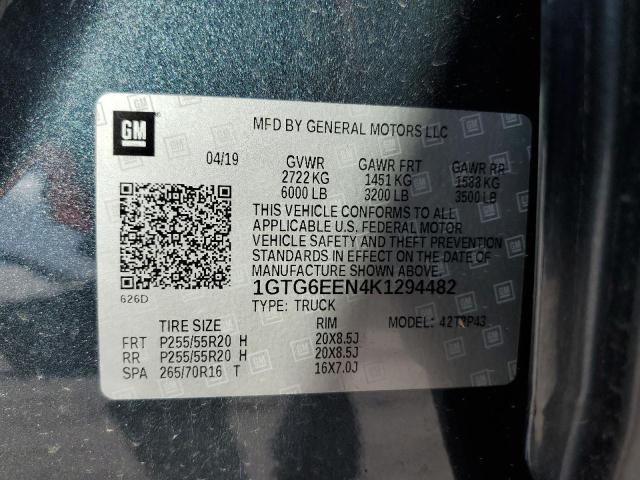 GM
MFD BY GENERAL MOTORS LLC
04/19 GVWR GAWR FRT GAWR RR
2722 KG 1451 KG 1588 KG
6000 LB 3200 LB 3500 LB
THIS VEHICLE CONFORMS TO ALL
APPLICABLE U.S. FEDERAL MOTOR
VEHICLE SAFETY AND THEFT PREVENTION
STANDARDS IN EFFECT ON THE DATE OF
MANUFACTURE SHOWN ABOVE.
1GTG6EEN4K1294482
626D
TYPE: TRUCK
TIRE SIZE RIM MODEL: 42T3P43
FRT P255/55R20 H 20X8.5J
RR P255/55R20 H 20X8.5J
SPA 265/70R16 T 16X7.0J